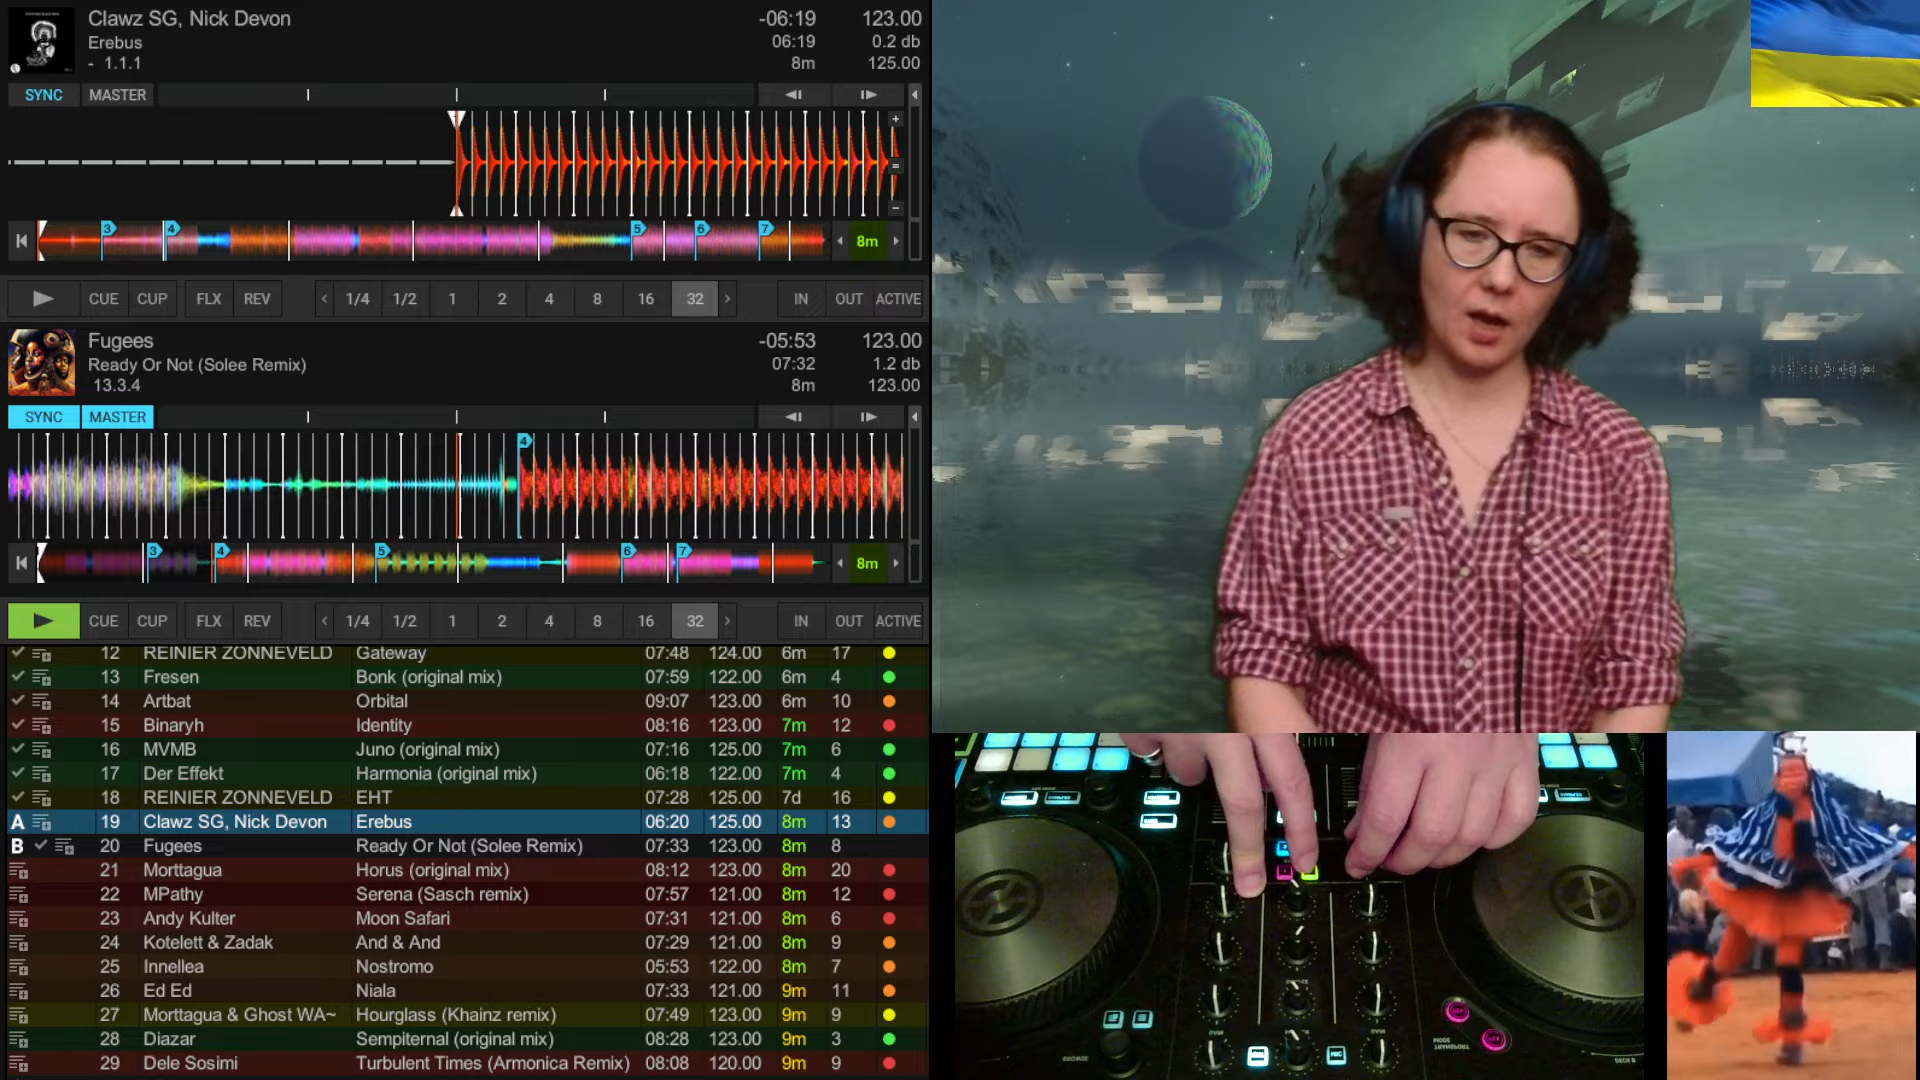 Clawz SG, Nick Devon -06:19 123.00
Erebus 06:19 0.2 db
- 1.1.1 8m 125.00
SYNC MASTER
3 4 5 6 7 8m
CUE CUP FLX REV 1/4 1/2 1 2 4 8 16 32 IN OUT ACTIVE
Fugees -05:53 123.00
Ready Or Not (Solee Remix) 07:32 1.2 db
13.3.4 8m 123.00
SYNC MASTER
4
3 4 5 6 7 8m
CUE CUP FLX REV 1/4 1/2 1 2 4 8 16 32 IN OUT ACTIVE
12 REINIER ZONNEVELD Gateway 07:48 124.00 6m 17
13 Fresen Bonk (original mix) 07:59 122.00 6m 4
14 Artbat Orbital 09:07 123.00 6m 10
15 Binaryh Identity 08:16 123.00 7m 12
16 MVMB Juno (original mix) 07:16 125.00 7m 6
17 Der Effekt Harmonia (original mix) 06:18 122.00 7m 4
18 REINIER ZONNEVELD EHT 07:28 125.00 7d 16
A 19 Clawz SG, Nick Devon Erebus 06:20 125.00 8m 13
B 20 Fugees Ready Or Not (Solee Remix) 07:33 123.00 8m 8
21 Morttagua Horus (original mix) 08:12 123.00 8m 20
22 MPathy Serena (Sasch remix) 07:57 121.00 8m 12
23 Andy Kulter Moon Safari 07:31 121.00 8m 6
24 Kotelett & Zadak And & And 07:29 121.00 8m 9
25 Innellea Nostromo 05:53 122.00 8m 7
26 Ed Ed Niala 07:33 121.00 9m 11
27 Morttagua & Ghost WA~ Hourglass (Khainz remix) 07:49 123.00 9m 9
28 Diazar Sempiternal (original mix) 08:28 123.00 9m 3
29 Dele Sosimi Turbulent Times (Armonica Remix) 08:08 120.00 9m 9